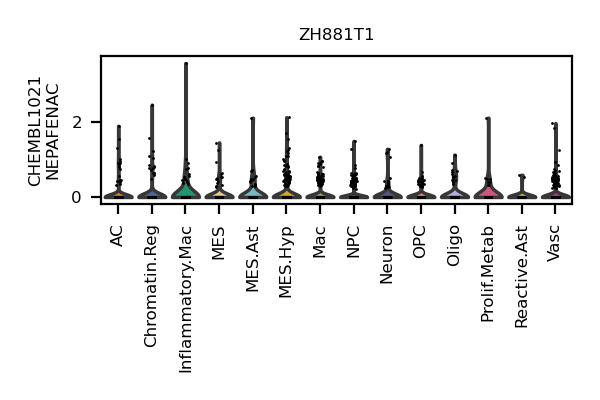 ZH881T1
CHEMBL1021
NEPAFENAC
2
0
AC
Chromatin.Reg
Inflammatory.Mac
MES
MES.Ast
MES.Hyp
Mac
NPC
Neuron
OPC
Oligo
Prolif.Metab
Reactive.Ast
Vasc